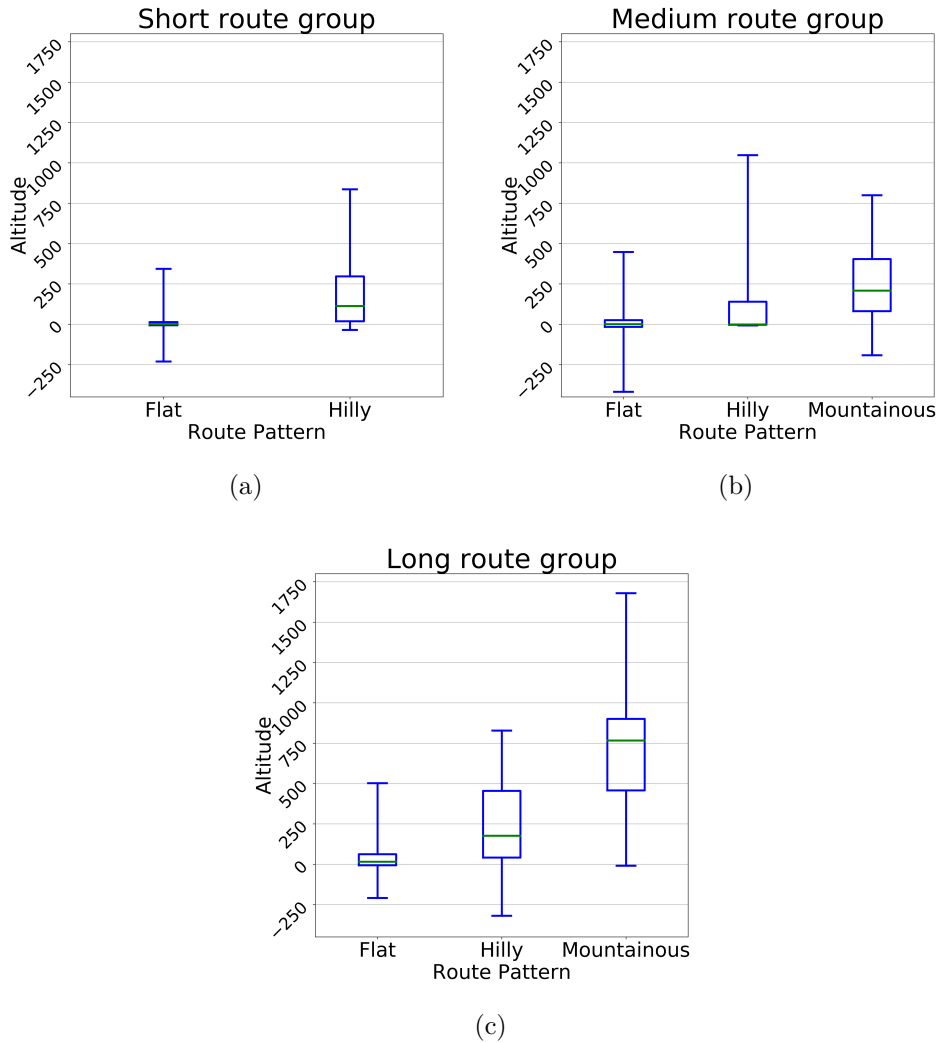 Short route group
1750
1500
1250
1000
750
500
250
0
−250
Altitude
Flat Hilly
Route Pattern
(a)
Medium route group
1750
1500
1250
1000
750
500
250
0
−250
Altitude
Flat Hilly Mountainous
Route Pattern
(b)
Long route group
1750
1500
1250
1000
750
500
250
0
−250
Altitude
Flat Hilly Mountainous
Route Pattern
(c)